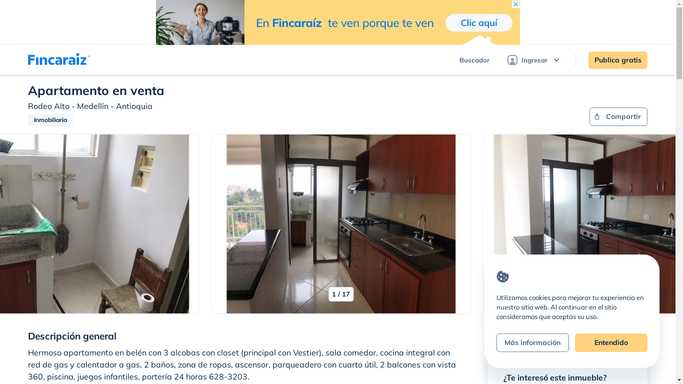 En Fincaraíz te ven porque te ven
Clic aquí
Fincaraiz
Buscador
Ingresar
Publica gratis
Apartamento en venta
Rodeo Alto - Medellín - Antioquia
Inmobiliaria
Compartir
1 / 17
Utilizamos cookies para mejorar tu experiencia en
nuestro sitio web. Al continuar en el sitio
consideramos que aceptas su uso.
Más información
Entendido
Descripción general
Hermoso apartamento en belén con 3 alcobas con closet (principal con Vestier), sala comedor, cocina integral con
red de gas y calentador a gas, 2 baños, zona de ropas, ascensor, parqueadero con cuarto útil, 2 balcones con vista
360, piscina, juegos infantiles, portería 24 horas 628-3203.
¿Te interesó este inmueble?